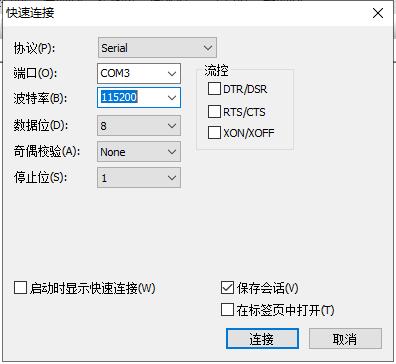 快速连接
协议(P): Serial
端口(O): COM3
波特率(B): 115200
数据位(D): 8
奇偶校验(A): None
停止位(S): 1
流控
DTR/DSR
RTS/CTS
XON/XOFF
启动时显示快速连接(W)
保存会话(V)
在标签页中打开(T)
连接
取消